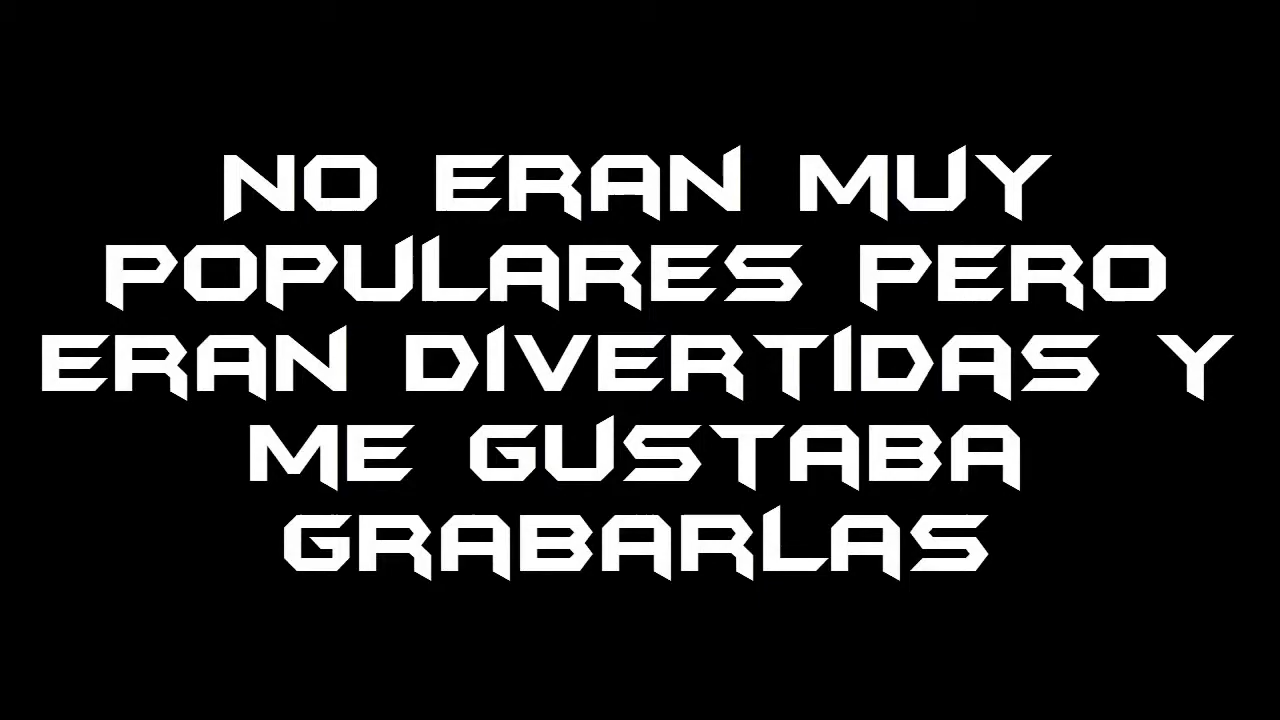 NO ERAN MUY
POPULARES PERO
ERAN DIVERTIDAS Y
ME GUSTABA
GRABARLAS